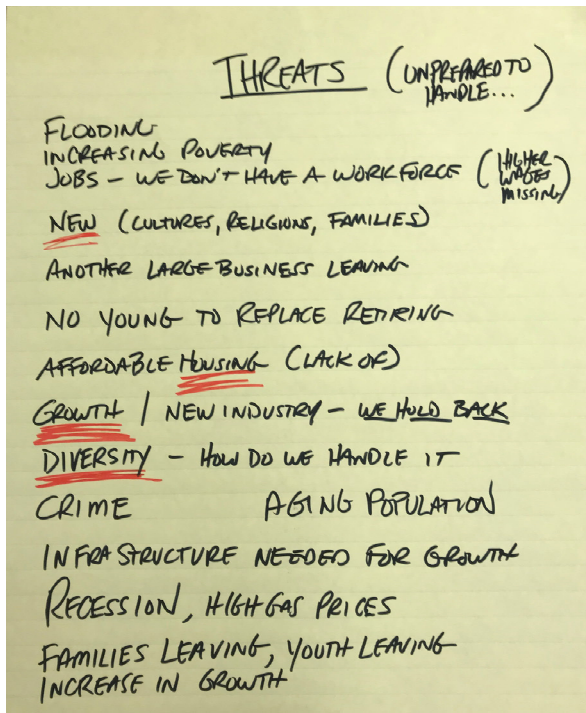 THREATS (UNPREPARED TO
HANDLE...)
FLOODING
INCREASING POVERTY
JOBS – WE DON'T HAVE A WORKFORCE (HIGHER
WAGES
MISSING)
NEW (CULTURES, RELIGIONS, FAMILIES)
ANOTHER LARGE BUSINESS LEAVING
NO YOUNG TO REPLACE RETIRING
AFFORDABLE HOUSING (LACK OF)
GROWTH / NEW INDUSTRY – WE HOLD BACK
DIVERSITY – HOW DO WE HANDLE IT
CRIME AGING POPULATION
INFRASTRUCTURE NEEDED FOR GROWTH
RECESSION, HIGH GAS PRICES
FAMILIES LEAVING, YOUTH LEAVING
INCREASE IN GROWTH